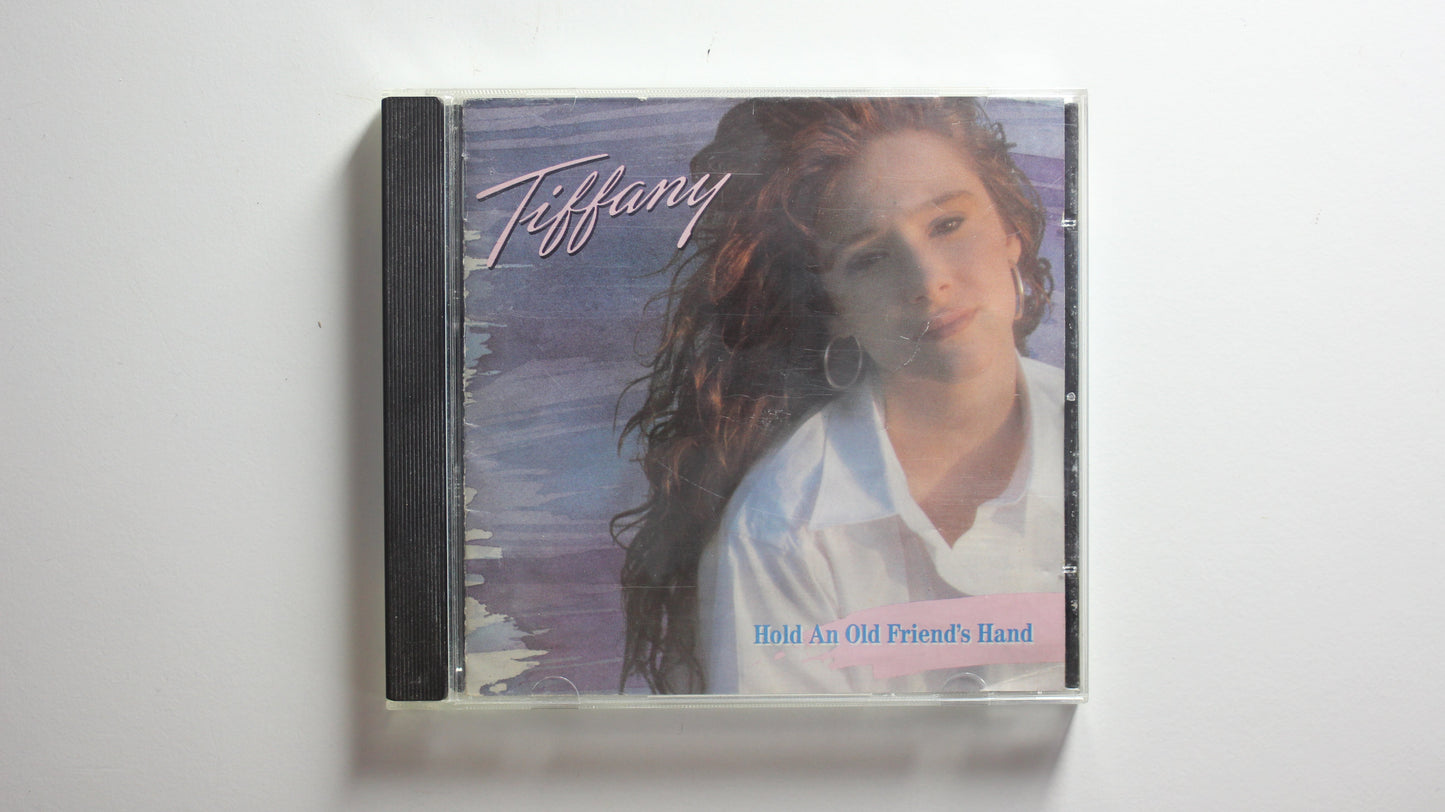 Tiffany
Hold An Old Friend's Hand